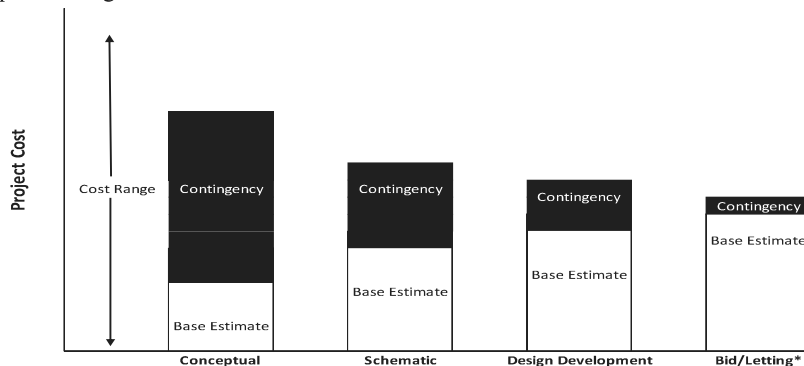 Project Cost
Cost Range
Contingency
Base Estimate
Contingency
Base Estimate
Contingency
Base Estimate
Contingency
Base Estimate
Conceptual
Schematic
Design Development
Bid/Letting*